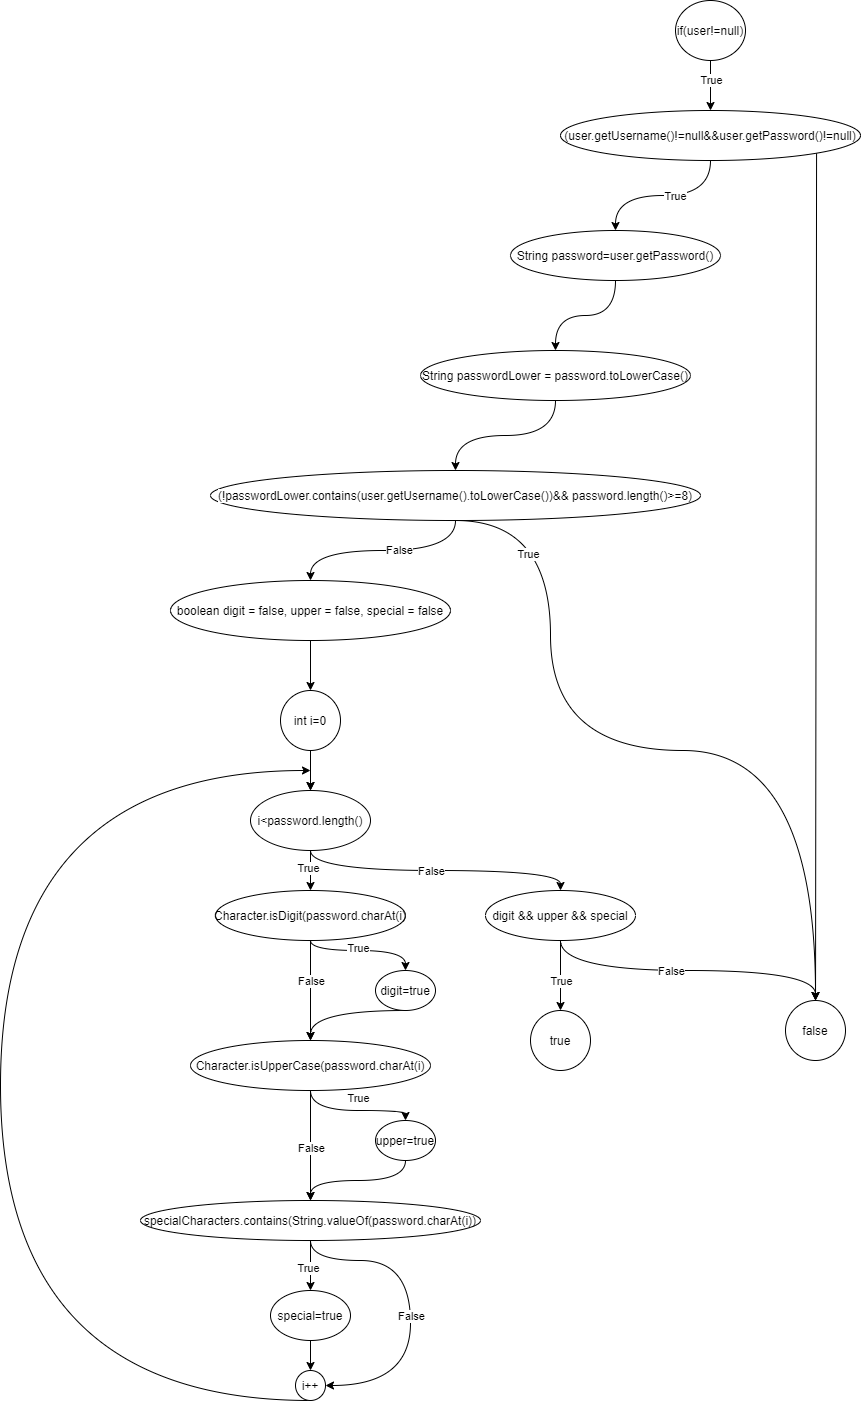 if(user!=null)
True
(user.getUsername()!=null&&user.getPassword()!=null)
True
String password=user.getPassword()
String passwordLower = password.toLowerCase()
(!passwordLower.contains(user.getUsername().toLowerCase())&& password.length()>=8)
False
True
boolean digit = false, upper = false, special = false
int i=0
i<password.length()
True
False
Character.isDigit(password.charAt(i)
digit && upper && special
True
False
True
False
digit=true
true
false
Character.isUpperCase(password.charAt(i)
True
False
upper=true
specialCharacters.contains(String.valueOf(password.charAt(i))
True
False
special=true
i++